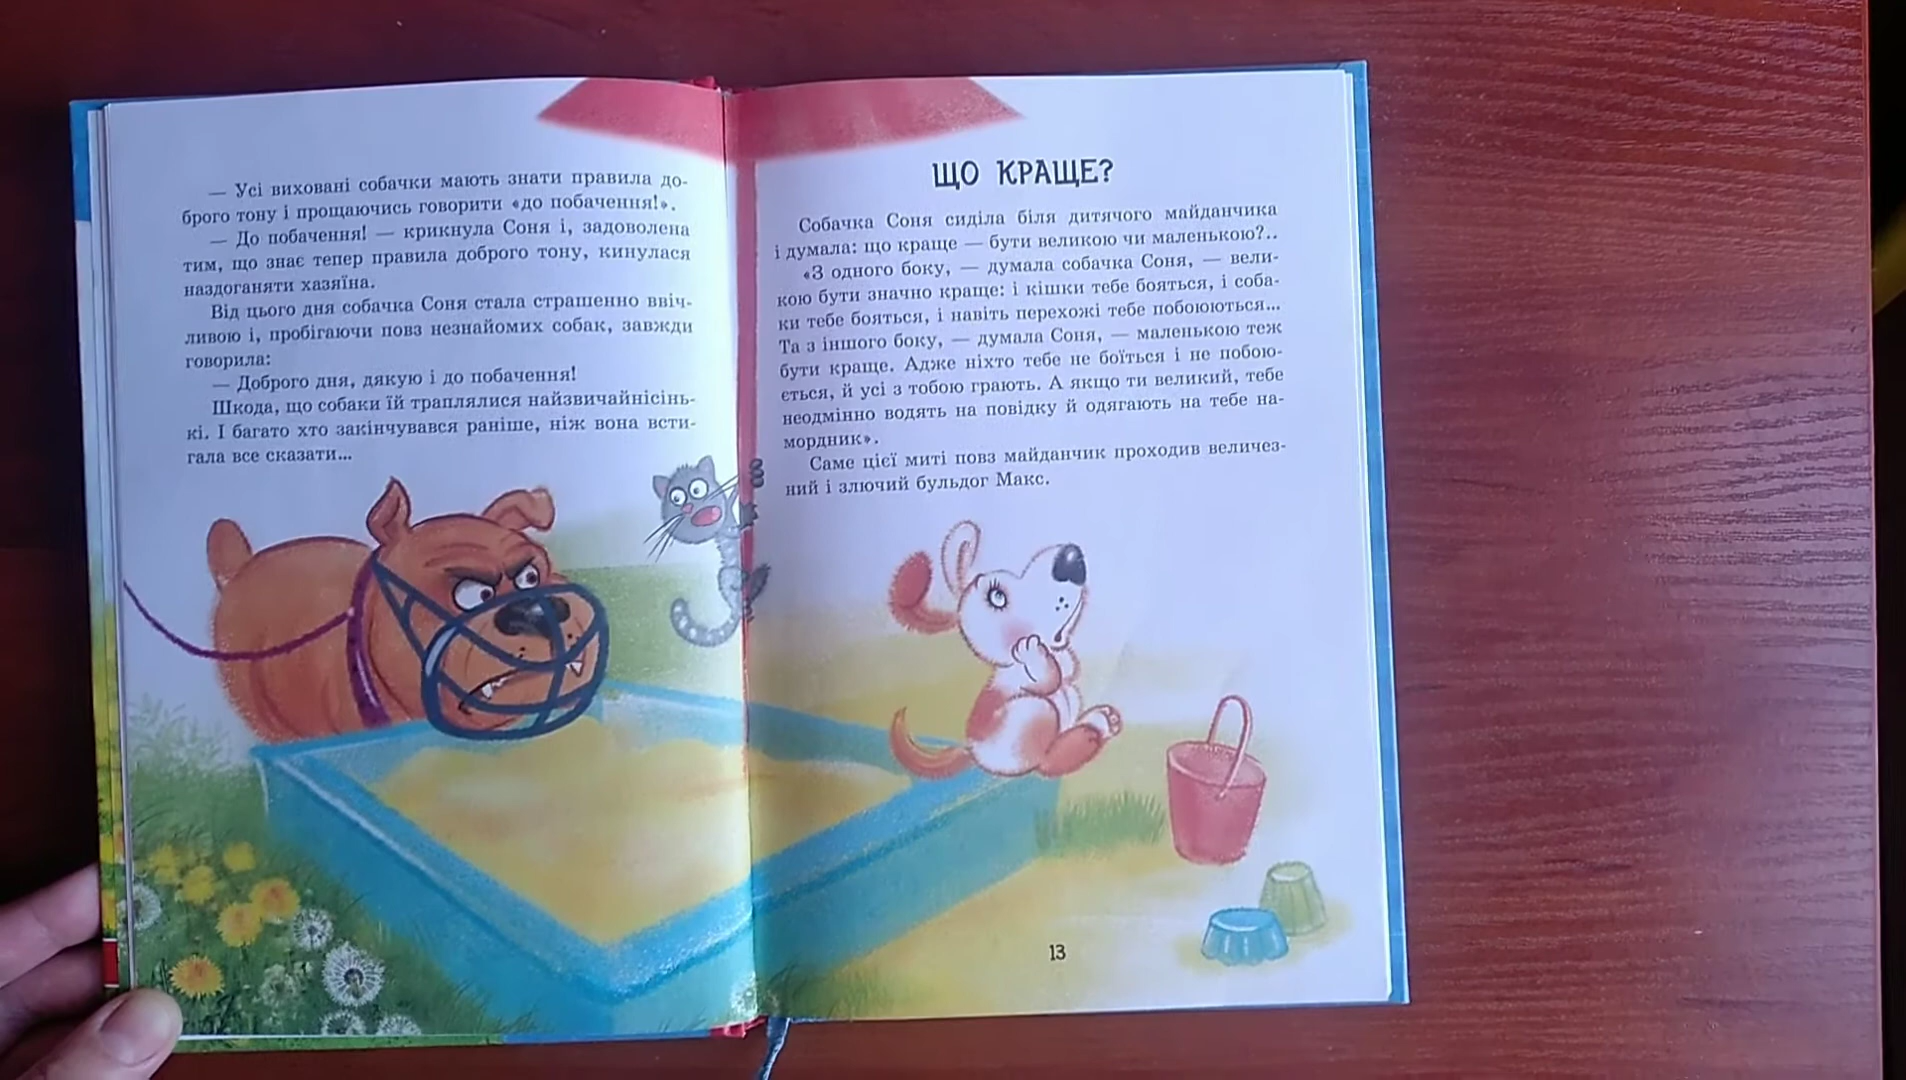 — Усі виховані собачки мають знати правила до-
брого тону і прощаючись говорити «до побачення!».
— До побачення! — крикнула Соня і, задоволена
тим, що знає тепер правила доброго тону, кинулася
наздоганяти хазяїна.
Від цього дня собачка Соня стала страшенно ввіч-
ливою і, пробігаючи повз незнайомих собак, завжди
говорила:
— Доброго дня, дякую і до побачення!
Шкода, що собаки їй траплялися найзвичайнісінь-
кі. І багато хто закінчувався раніше, ніж вона всти-
гала все сказати...
ЩО КРАЩЕ?
Собачка Соня сиділа біля дитячого майданчика
і думала: що краще — бути великою чи маленькою?..
«З одного боку, — думала собачка Соня, — вели-
кою бути значно краще: і кішки тебе бояться, і соба-
ки тебе бояться, і навіть перехожі тебе побоюються...
Та з іншого боку, — думала Соня, — маленькою теж
бути краще. Адже ніхто тебе не боїться і не побою-
ється, й усі з тобою грають. А якщо ти великий, тебе
неодмінно водять на повідку й одягають на тебе на-
мордник».
Саме цієї миті повз майданчик проходив величез-
ний і злючий бульдог Макс.
13